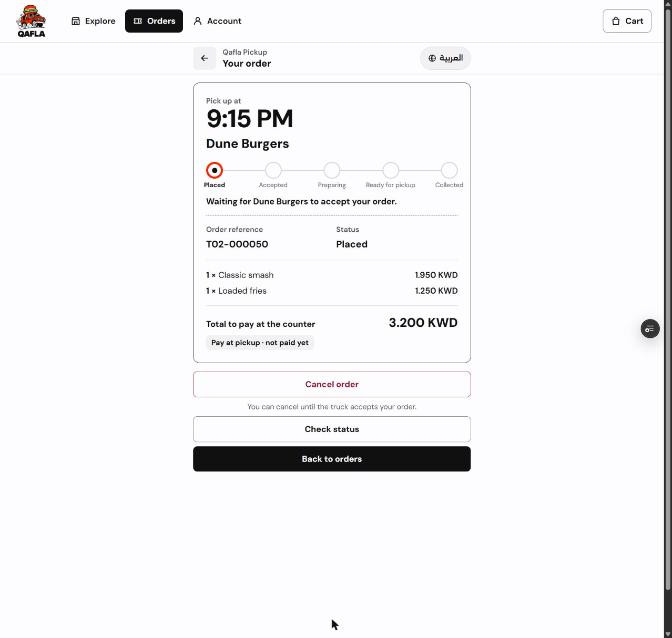 QAFLA
Explore
Orders
Account
Cart
Qafla Pickup
Your order
العربية
Pick up at
9:15 PM
Dune Burgers
Placed
Accepted
Preparing
Ready for pickup
Collected
Waiting for Dune Burgers to accept your order.
Order reference
Status
T02-000050
Placed
1 × Classic smash 1.950 KWD
1 × Loaded fries 1.250 KWD
Total to pay at the counter 3.200 KWD
Pay at pickup · not paid yet
Cancel order
You can cancel until the truck accepts your order.
Check status
Back to orders